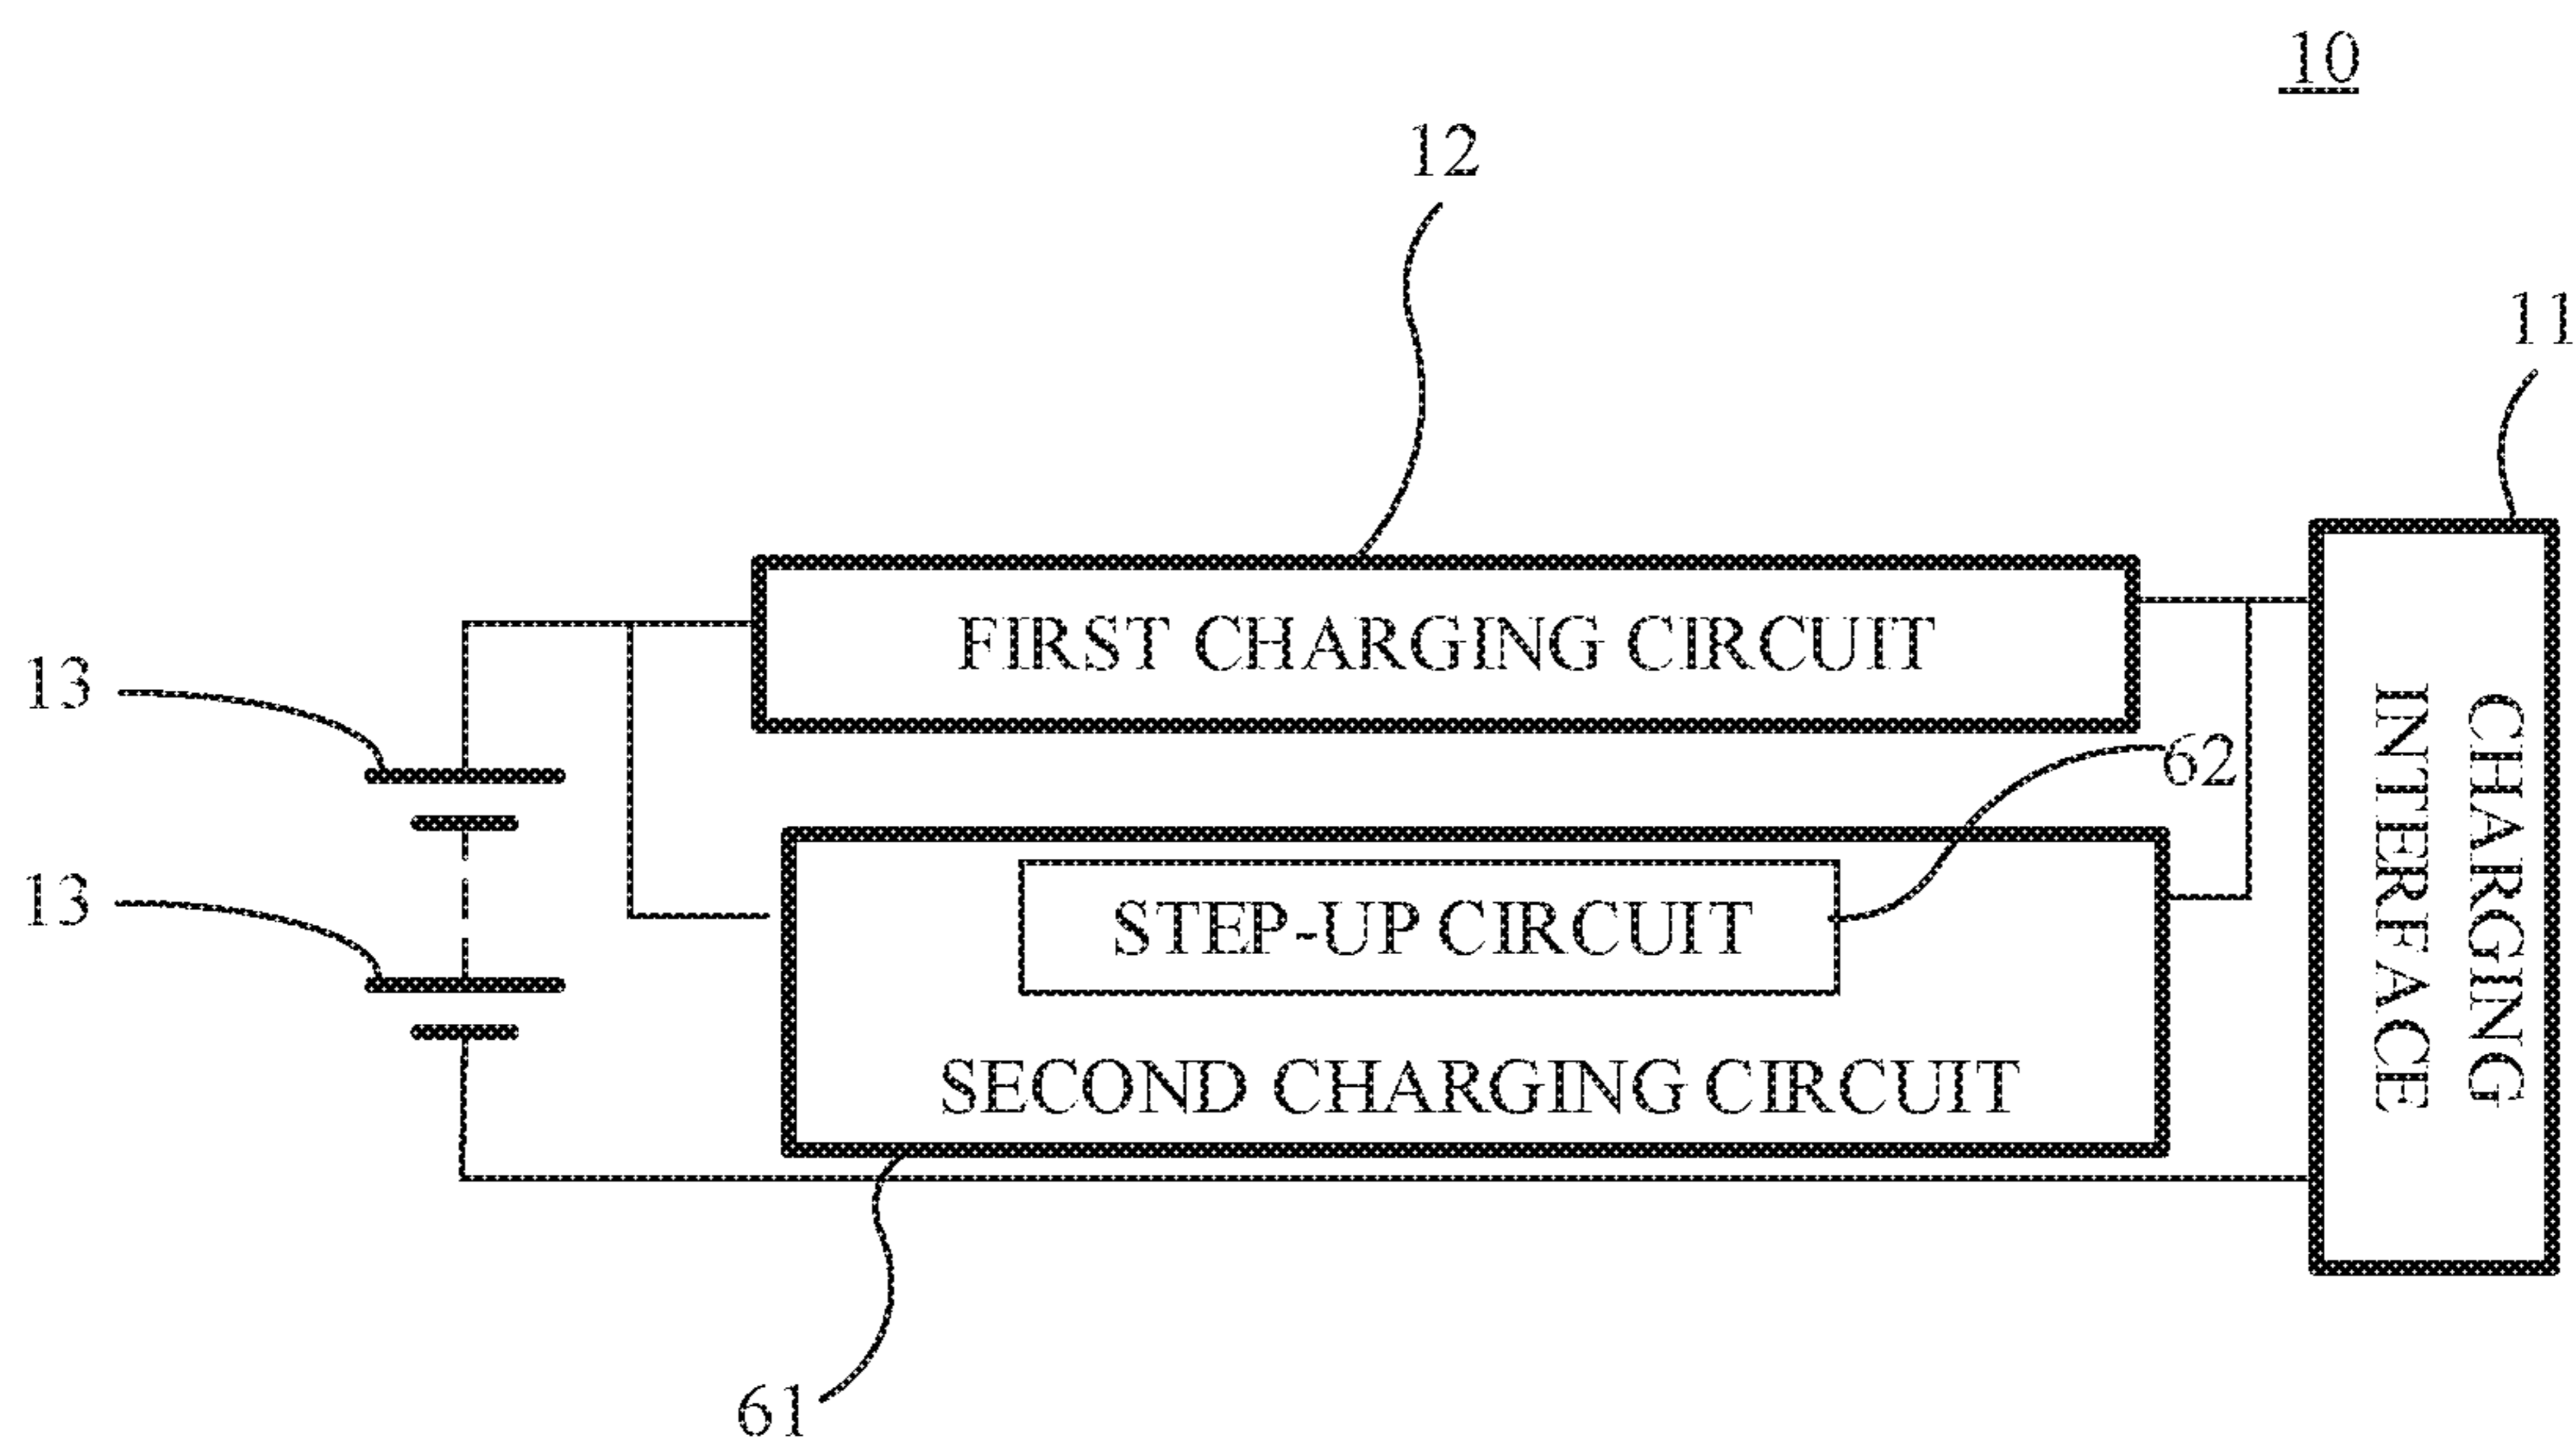 10
12
11
FIRST CHARGING CIRCUIT
13
62
CHARGING
INTERFACE
13
STEP-UP CIRCUIT
SECOND CHARGING CIRCUIT
61